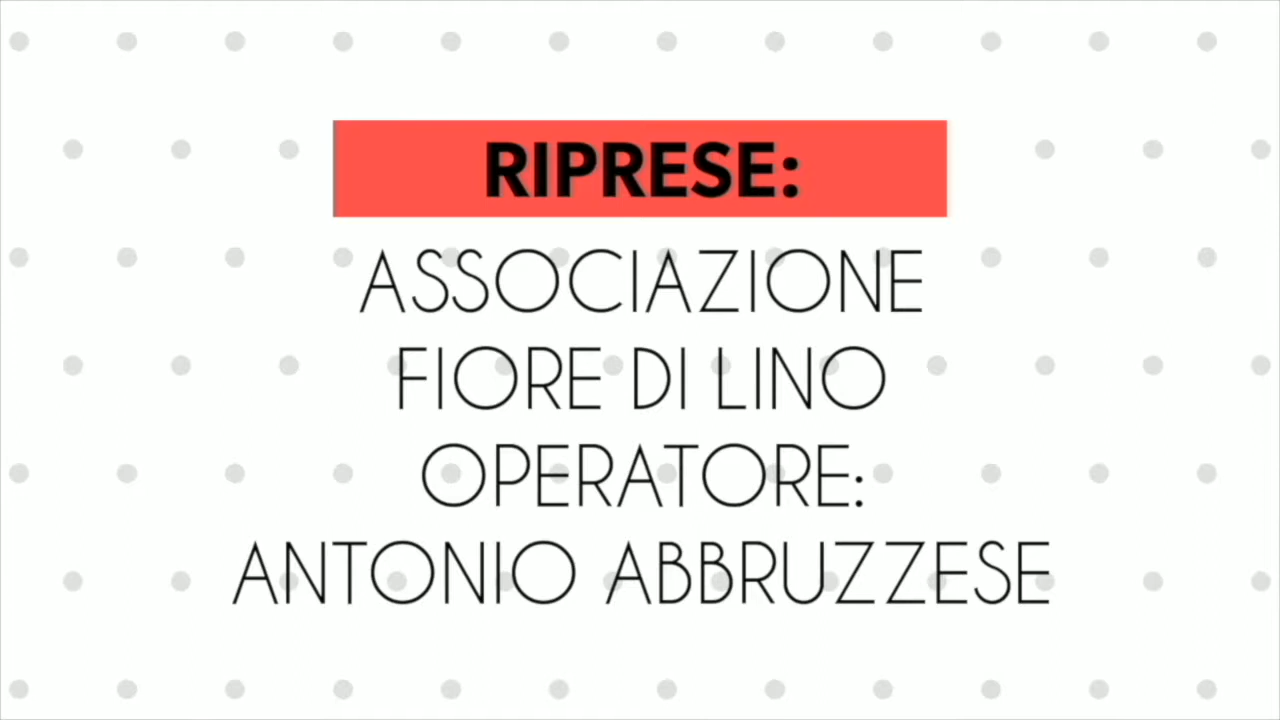 RIPRESE:
ASSOCIAZIONE
FIORE DI LINO
OPERATORE:
ANTONIO ABBRUZZESE